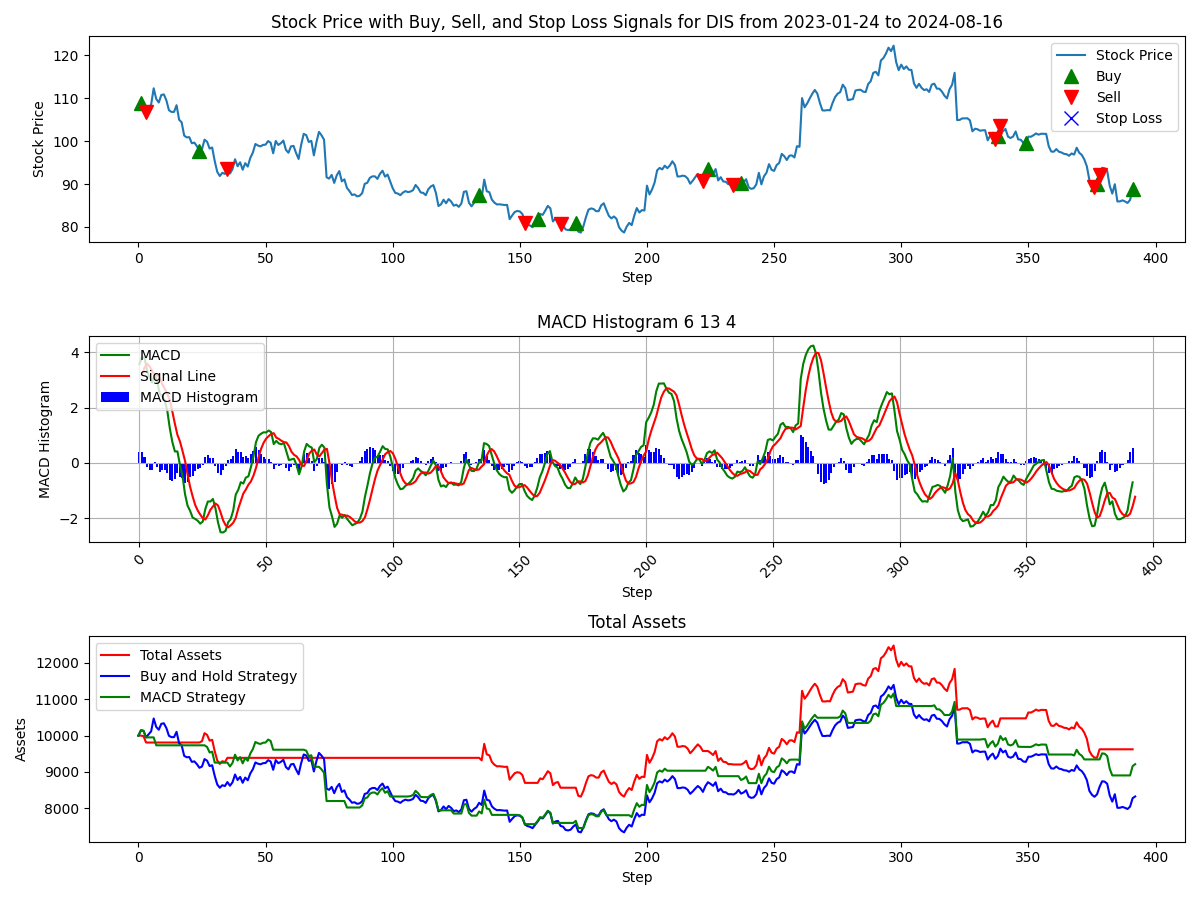 Stock Price with Buy, Sell, and Stop Loss Signals for DIS from 2023-01-24 to 2024-08-16
Stock Price
120
110
100
90
80
Stock Price
Buy
Sell
Stop Loss
0 50 100 150 200 250 300 350 400
Step
MACD Histogram 6 13 4
MACD Histogram
4
2
0
−2
MACD
Signal Line
MACD Histogram
0 50 100 150 200 250 300 350 400
Step
Total Assets
Assets
12000
11000
10000
9000
8000
Total Assets
Buy and Hold Strategy
MACD Strategy
0 50 100 150 200 250 300 350 400
Step